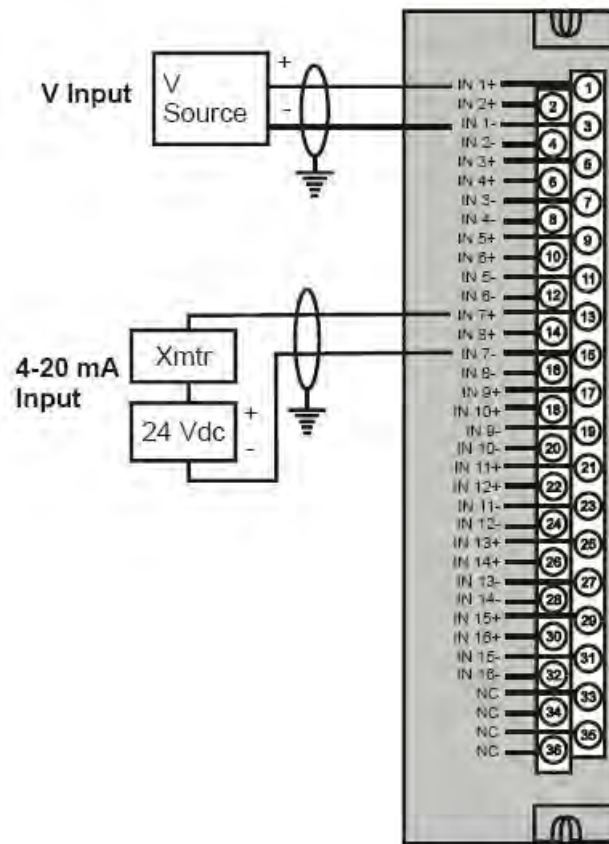 V Input
V
Source
+
-
4-20 mA
Input
Xmtr
24 Vdc
+
-
IN 1+ 1
IN 2+ 2
IN 1- 3
IN 2- 4
IN 3+ 5
IN 4+ 6
IN 3- 7
IN 4- 8
IN 5+ 9
IN 6+ 10
IN 5- 11
IN 6- 12
IN 7+ 13
IN 8+ 14
IN 7- 15
IN 8- 16
IN 9+ 17
IN 10+ 18
IN 9- 19
IN 10- 20
IN 11+ 21
IN 12+ 22
IN 11- 23
IN 12- 24
IN 13+ 25
IN 14+ 26
IN 13- 27
IN 14- 28
IN 15+ 29
IN 16+ 30
IN 15- 31
IN 16- 32
NC 33
NC 34
NC 35
NC 36